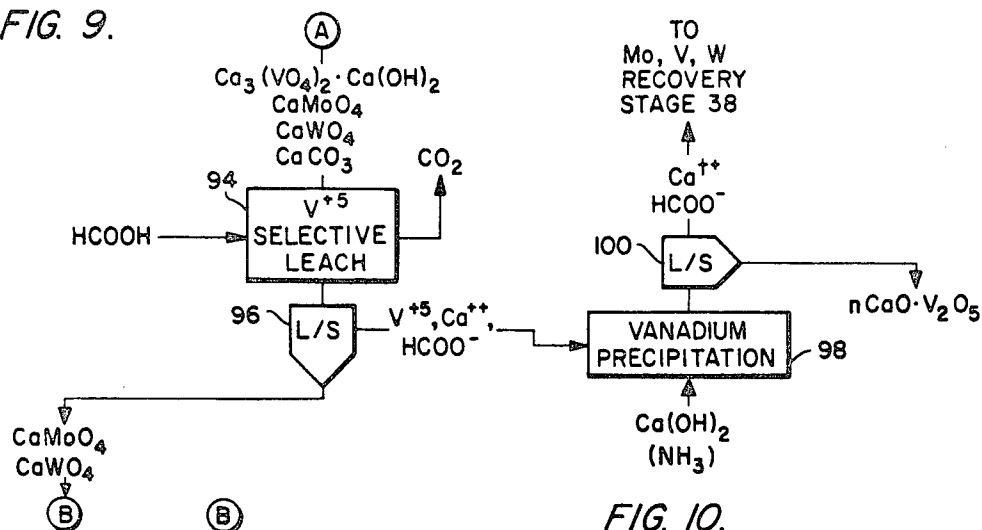 FIG. 9.
A
Ca₃(VO₄)₂·Ca(OH)₂
CaMoO₄
CaWO₄
CaCO₃
CO₂
94
V⁺⁵
SELECTIVE
LEACH
HCOOH
96
L/S
V⁺⁵, Ca⁺⁺,
HCOO⁻
CaMoO₄
CaWO₄
B
B
TO
Mo, V, W
RECOVERY
STAGE 38
Ca⁺⁺
HCOO⁻
100
L/S
nCaO·V₂O₅
VANADIUM
PRECIPITATION
98
Ca(OH)₂
(NH₃)
FIG. 10.